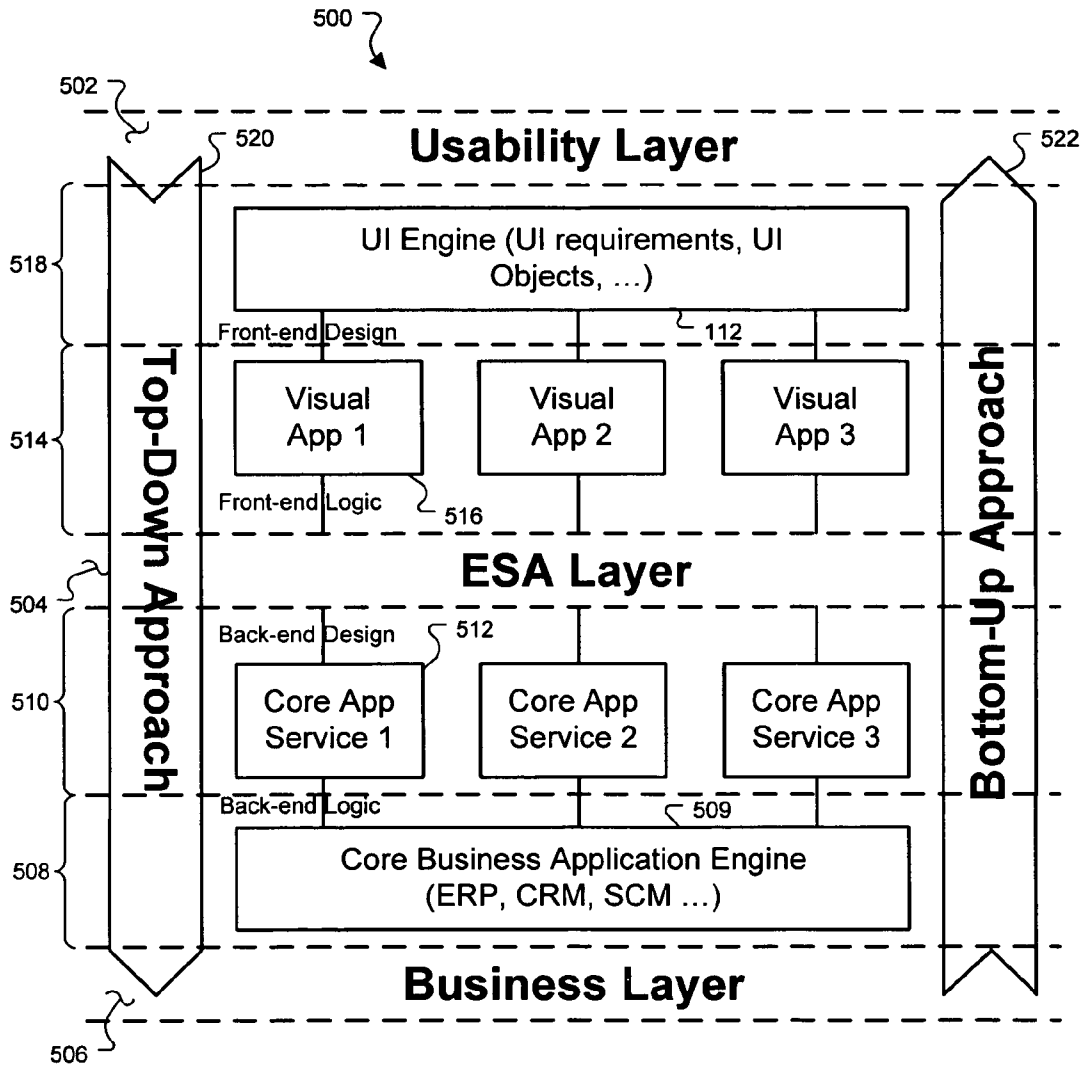 500
502
520
Usability Layer
522
UI Engine (UI requirements, UI
Objects, ...)
518
Front-end Design
112
Visual
App 1
Visual
App 2
Visual
App 3
514
Front-end Logic
516
Top-Down Approach
Bottom-Up Approach
ESA Layer
504
Back-end Design
512
510
Core App
Service 1
Core App
Service 2
Core App
Service 3
Back-end Logic
509
508
Core Business Application Engine
(ERP, CRM, SCM ...)
Business Layer
506